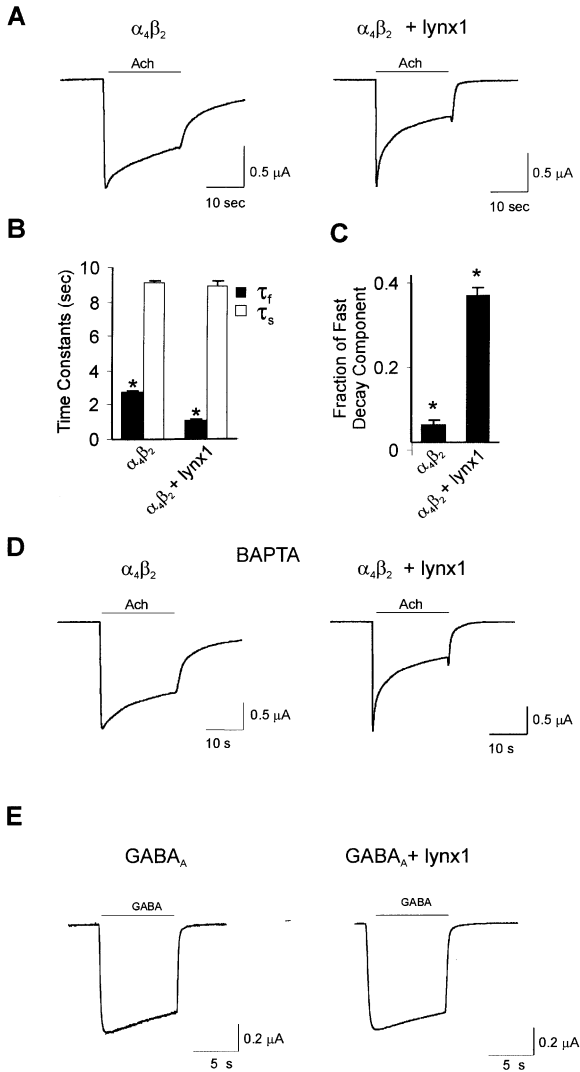 A
α4β2
α4β2 + lynx1
Ach
Ach
0.5 µA
10 sec
0.5 µA
10 sec
B
C
Time Constants (sec)
10
8
6
4
2
0
*
*
τf
τs
α4β2
α4β2 + lynx1
Fraction of Fast
Decay Component
0.4
0.2
0
*
*
α4β2
α4β2 + lynx1
D
BAPTA
α4β2
α4β2 + lynx1
Ach
Ach
0.5 µA
10 s
0.5 µA
10 s
E
GABAA
GABAA+ lynx1
GABA
GABA
0.2 µA
5 s
0.2 µA
5 s